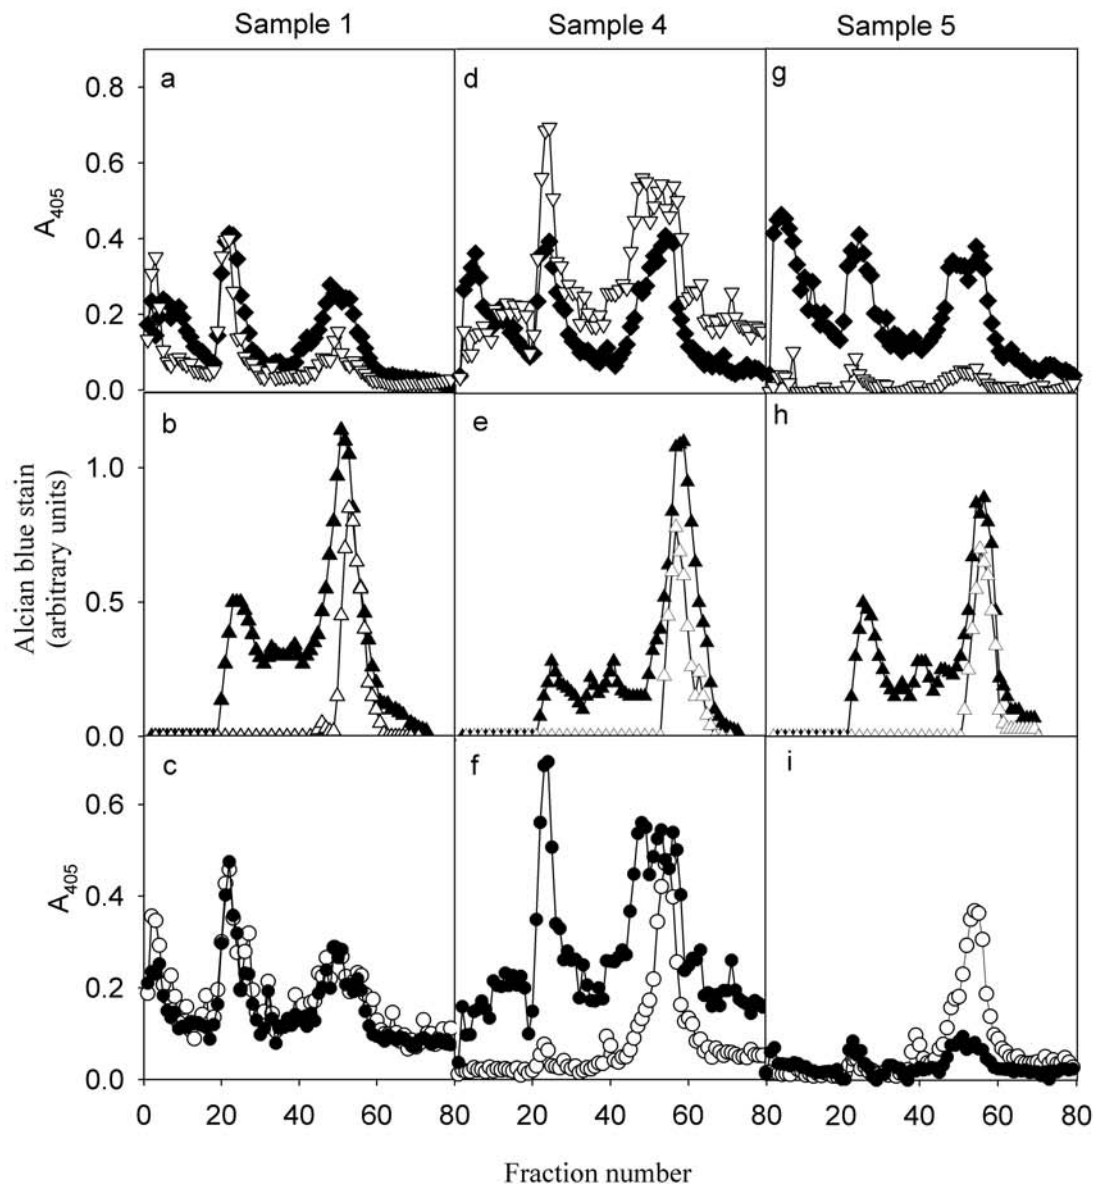 Sample 1 Sample 4 Sample 5
a d g
0.8
0.6
A405
0.4
0.2
0.0
b e h
1.0
Alcian blue stain
(arbitrary units)
0.5
0.0
c f i
0.6
A405
0.4
0.2
0.0
0 20 40 60 80 20 40 60 80 20 40 60 80
Fraction number